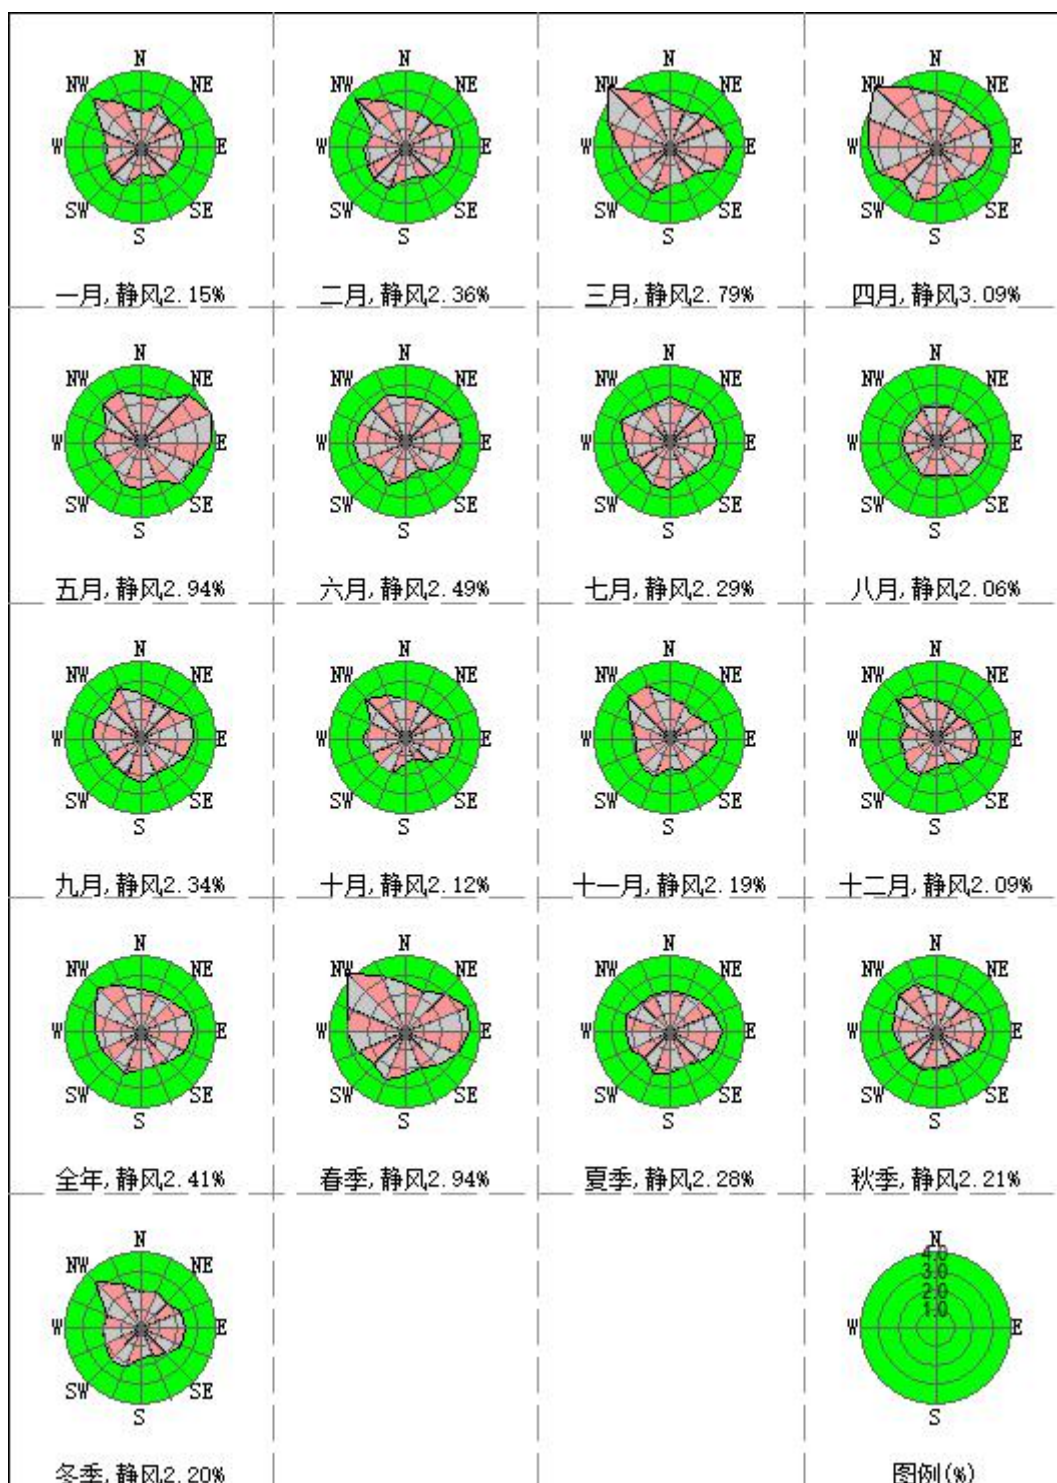 N N N N
NW NE NW NE NW NE NW NE
W E W E W E W E
SW SE SW SE SW SE SW SE
S S S S
一月,静风2.15% 二月,静风2.36% 三月,静风2.79% 四月,静风3.09%
N N N N
NW NE NW NE NW NE NW NE
W E W E W E W E
SW SE SW SE SW SE SW SE
S S S S
五月,静风2.94% 六月,静风2.49% 七月,静风2.29% 八月,静风2.06%
N N N N
NW NE NW NE NW NE NW NE
W E W E W E W E
SW SE SW SE SW SE SW SE
S S S S
九月,静风2.34% 十月,静风2.12% 十一月,静风2.19% 十二月,静风2.09%
N N N N
NW NE NW NE NW NE NW NE
W E W E W E W E
SW SE SW SE SW SE SW SE
S S S S
全年,静风2.41% 春季,静风2.94% 夏季,静风2.28% 秋季,静风2.21%
N N
4.0
NW NE 3.0
2.0
1.0
W E W E
SW SE
S S
冬季,静风2.20% 图例(%)